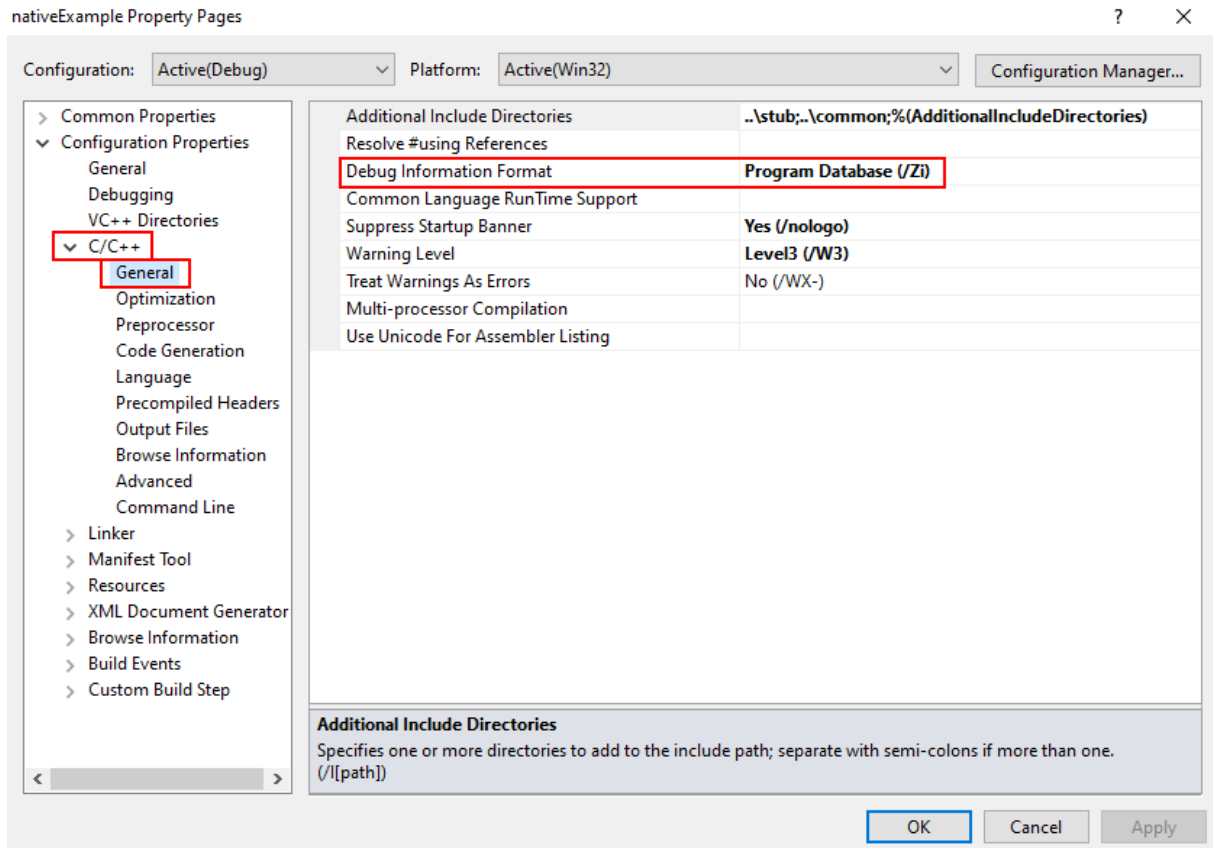 nativeExample Property Pages
Configuration: Active(Debug) Platform: Active(Win32) Configuration Manager...
Common Properties
Configuration Properties
General
Debugging
VC++ Directories
C/C++
General
Optimization
Preprocessor
Code Generation
Language
Precompiled Headers
Output Files
Browse Information
Advanced
Command Line
Linker
Manifest Tool
Resources
XML Document Generator
Browse Information
Build Events
Custom Build Step
Additional Include Directories ..\stub;..\common;%(AdditionalIncludeDirectories)
Resolve #using References
Debug Information Format Program Database (/Zi)
Common Language RunTime Support
Suppress Startup Banner Yes (/nologo)
Warning Level Level3 (/W3)
Treat Warnings As Errors No (/WX-)
Multi-processor Compilation
Use Unicode For Assembler Listing
Additional Include Directories
Specifies one or more directories to add to the include path; separate with semi-colons if more than one.
(/I[path])
OK Cancel Apply